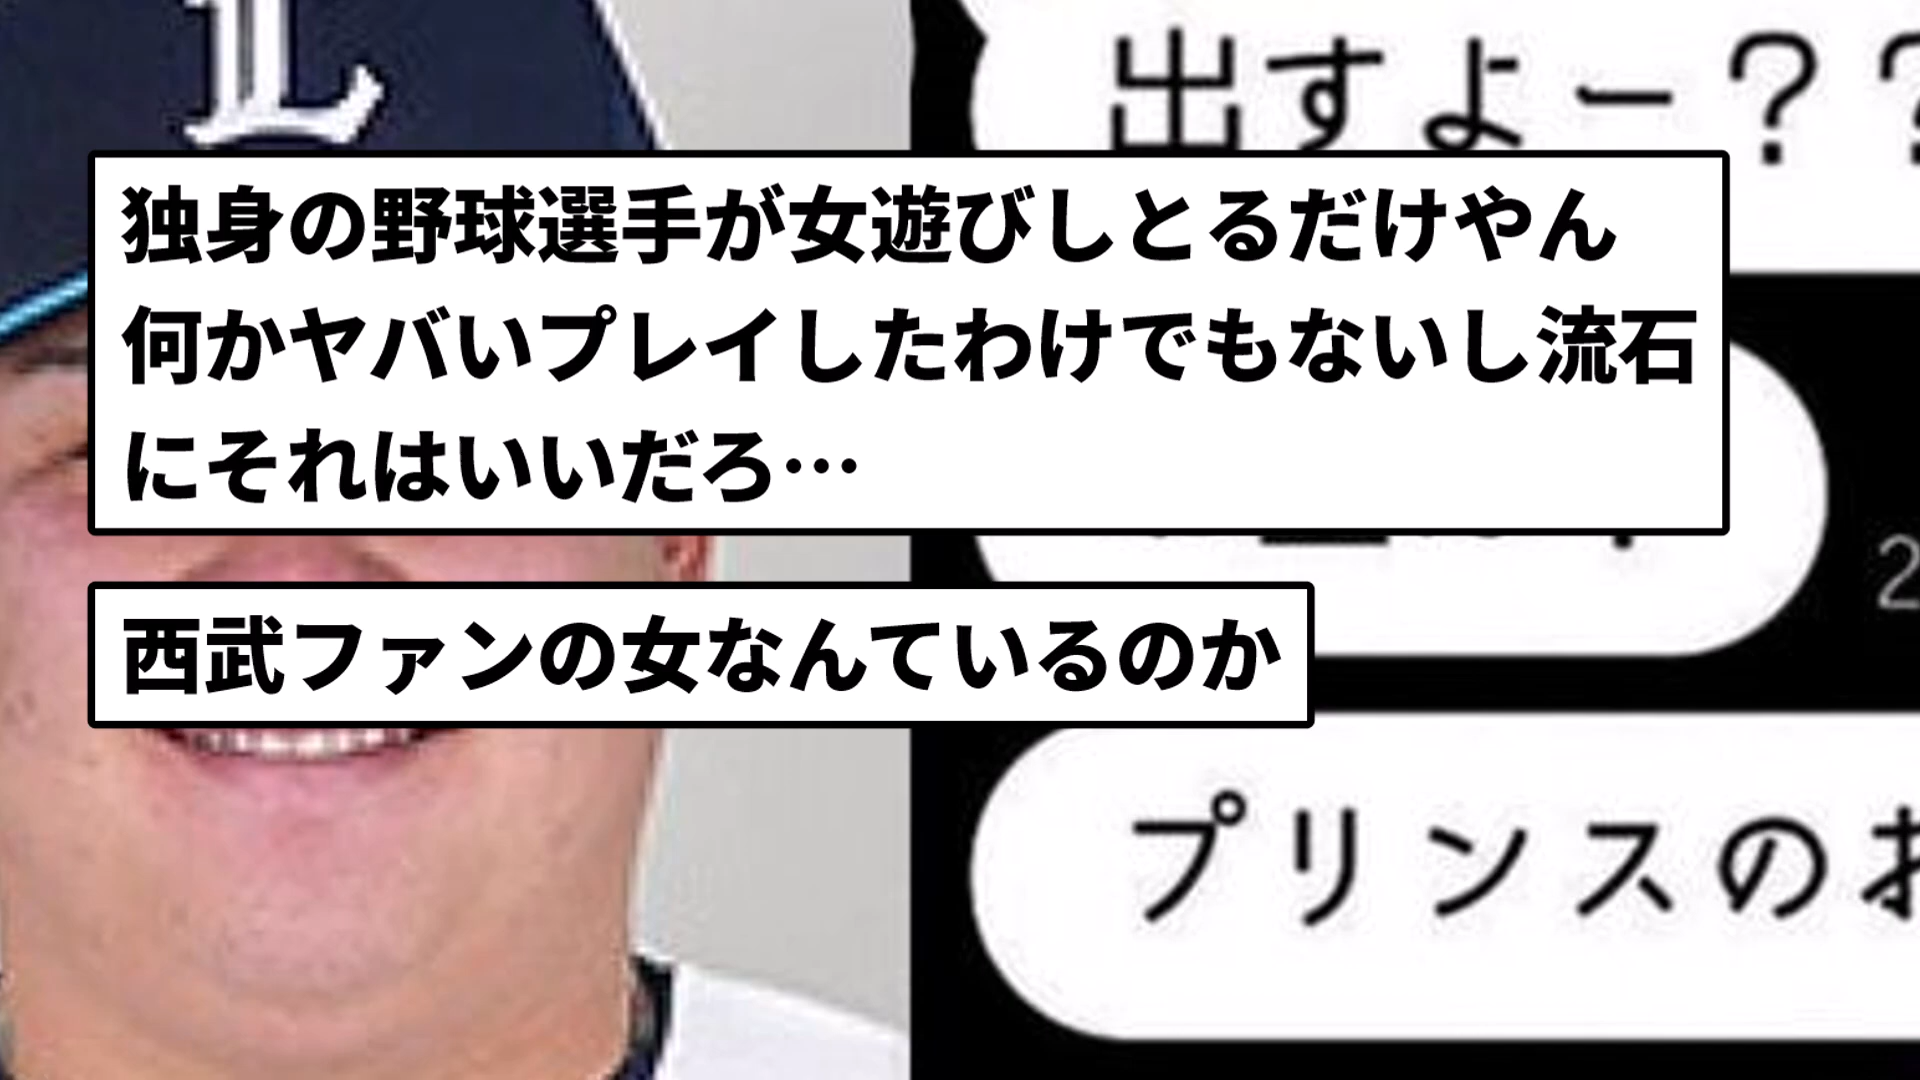 L
出すよー？？
独身の野球選手が女遊びしとるだけやん
何かヤバいプレイしたわけでもないし流石
にそれはいいだろ…
2
西武ファンの女なんているのか
プリンスのお